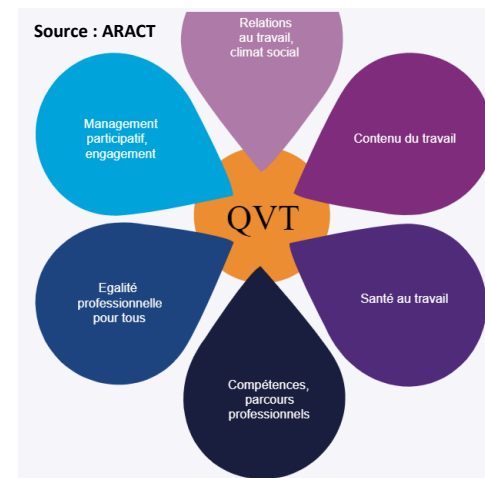 Source : ARACT
Relations
au travail,
climat social
Management
participatif,
engagement
Contenu du travail
QVT
Egalité
professionnelle
pour tous
Santé au travail
Compétences,
parcours
professionnels